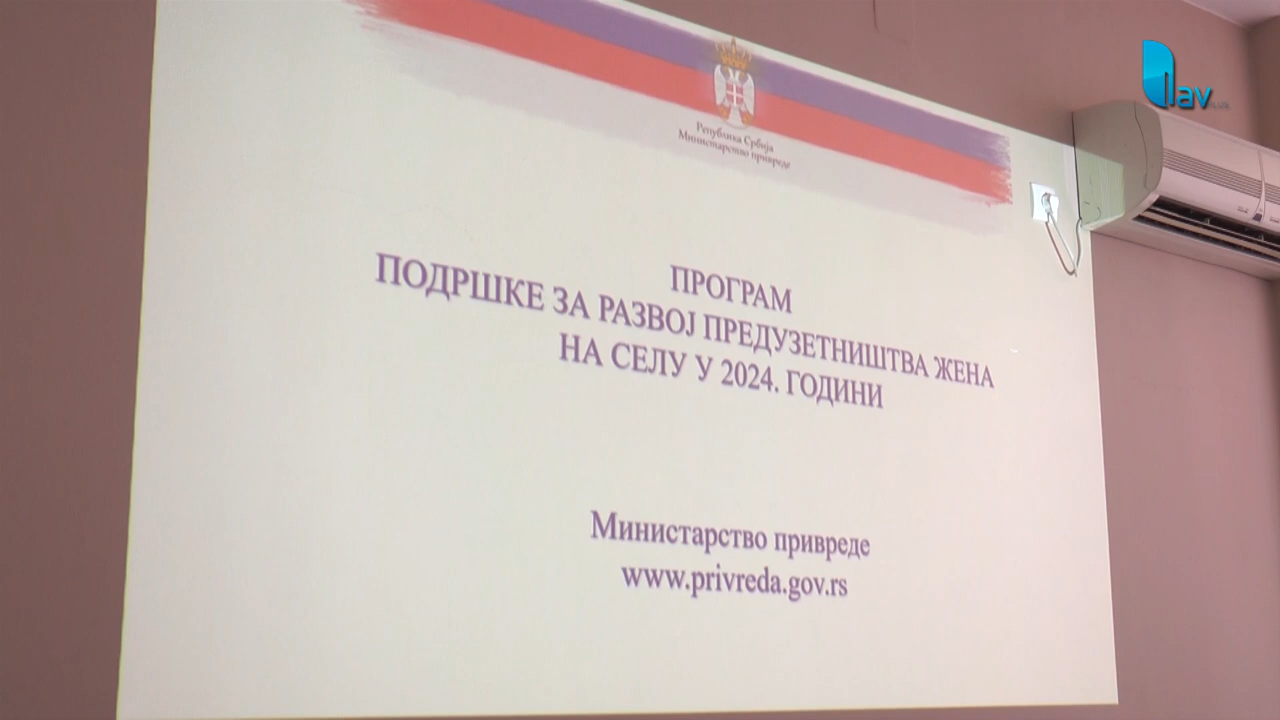 lav
Република Србија
Министарство привреде
ПРОГРАМ
ПОДРШКЕ ЗА РАЗВОЈ ПРЕДУЗЕТНИШТВА ЖЕНА
НА СЕЛУ У 2024. ГОДИНИ
Министарство привреде
www.privreda.gov.rs